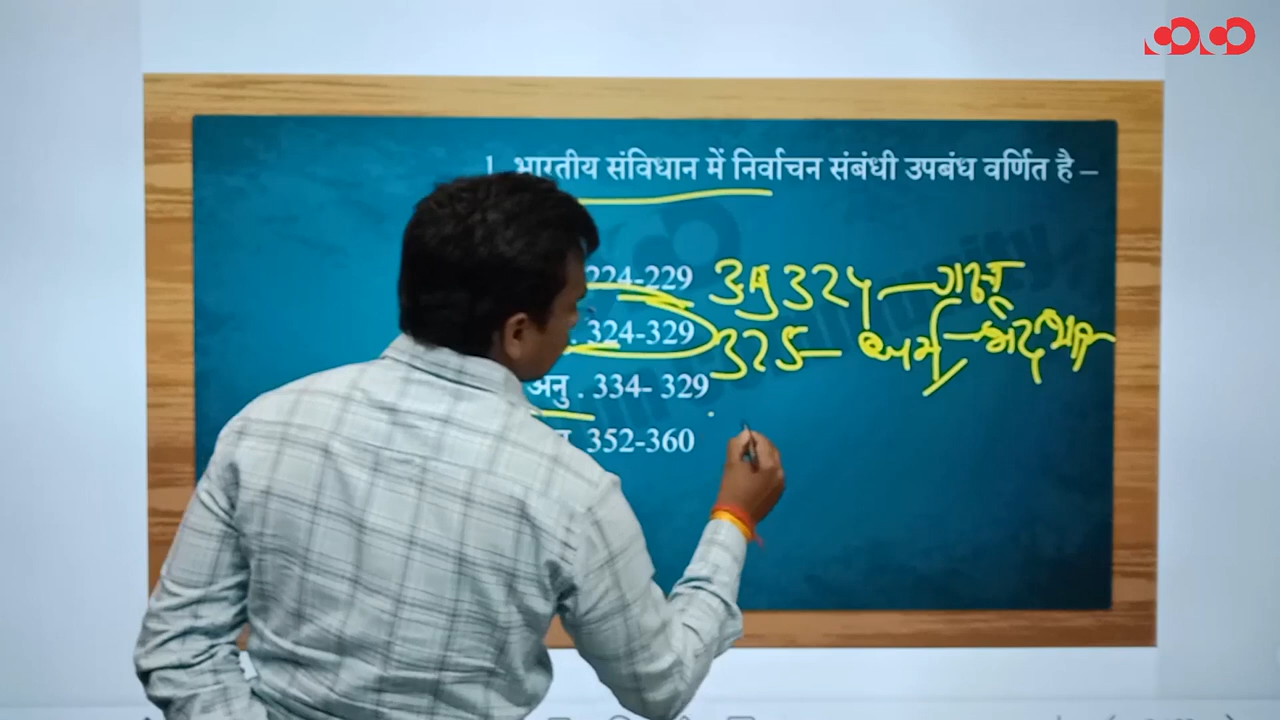 1. भारतीय संविधान में निर्वाचन संबंधी उपबंध वर्णित है –
224-229
. 324-329
अनु . 334- 329
352-360
अनु 324
325